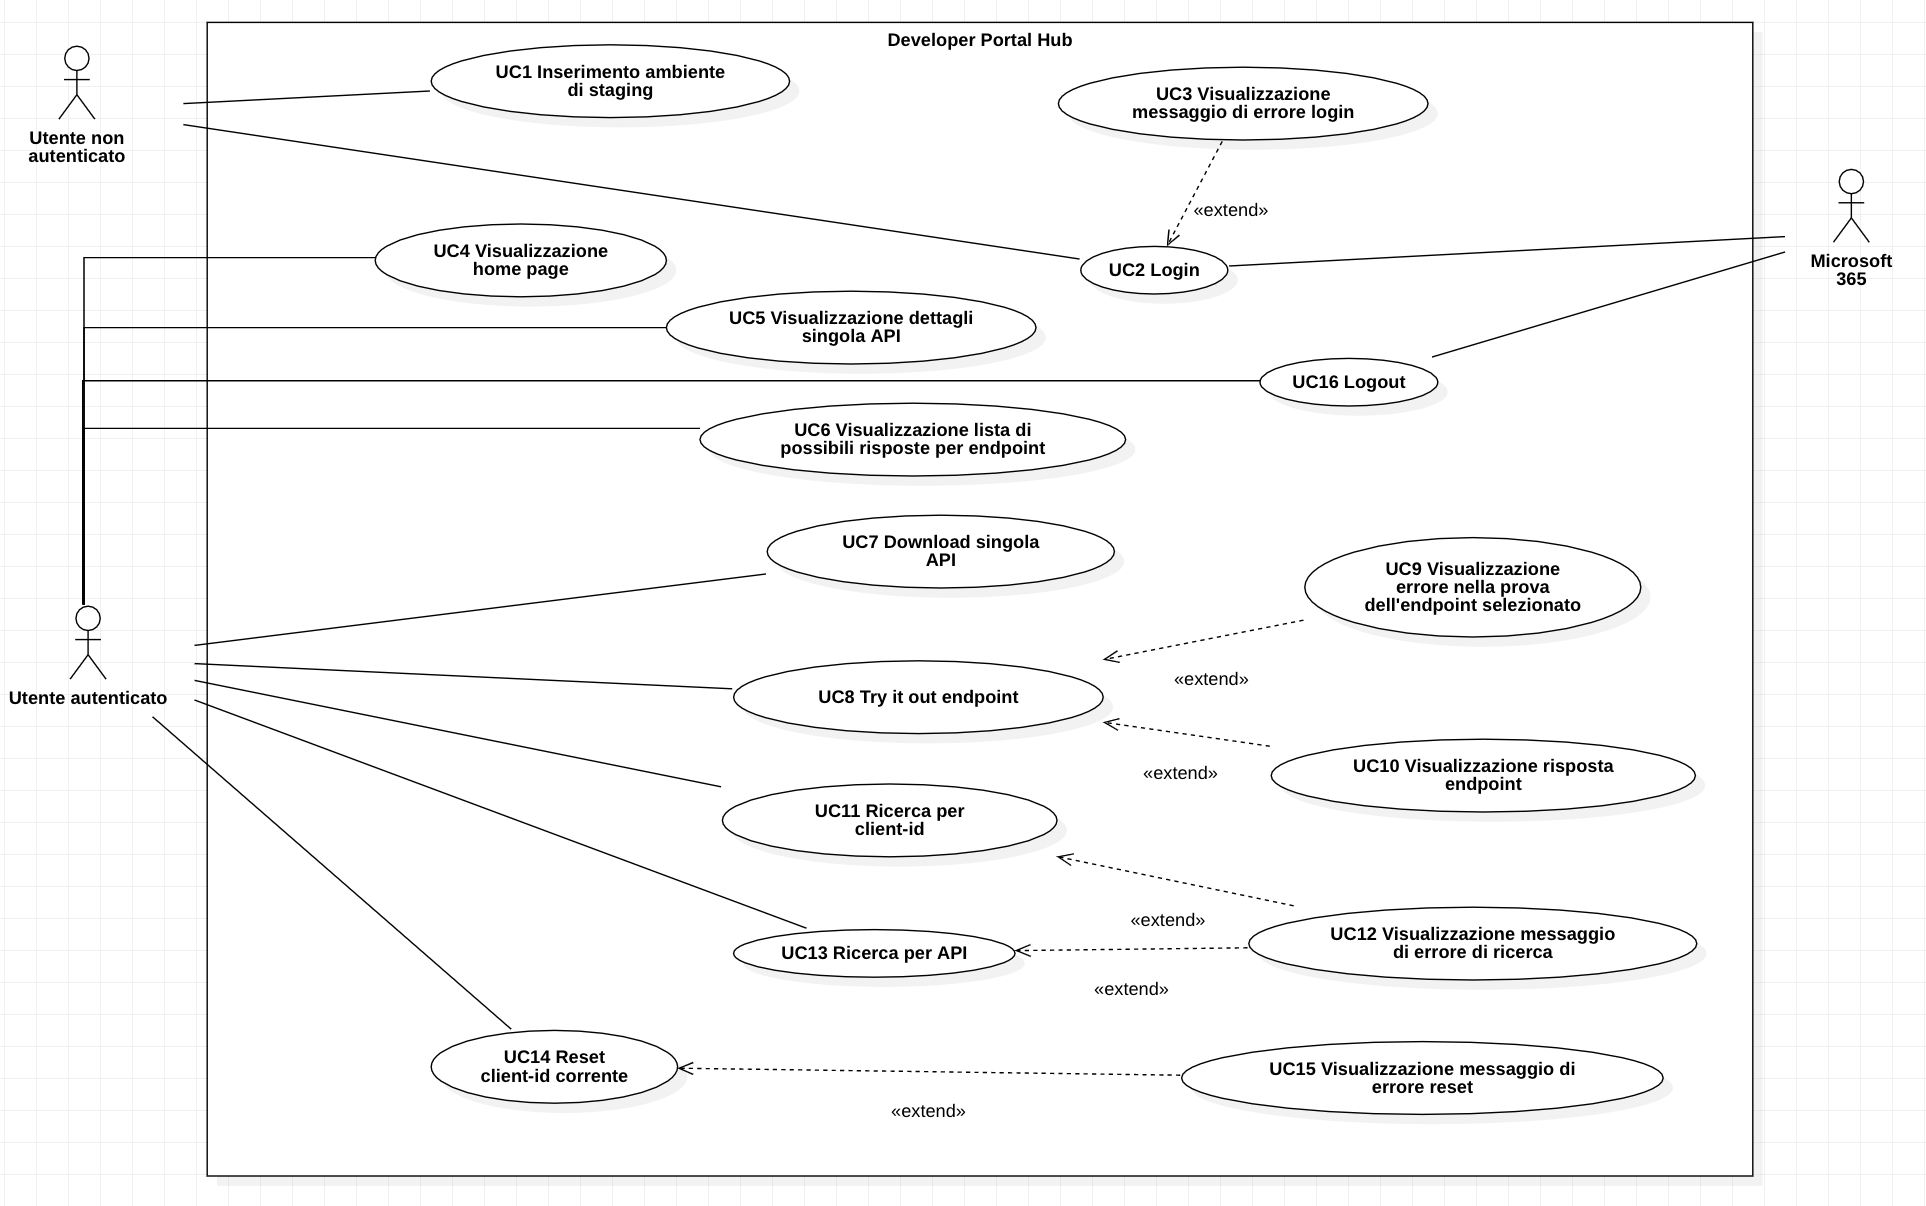 Developer Portal Hub
UC1 Inserimento ambiente
di staging
UC3 Visualizzazione
messaggio di errore login
Utente non
autenticato
«extend»
UC4 Visualizzazione
home page
UC2 Login
Microsoft
365
UC5 Visualizzazione dettagli
singola API
UC16 Logout
UC6 Visualizzazione lista di
possibili risposte per endpoint
UC7 Download singola
API
UC9 Visualizzazione
errore nella prova
dell'endpoint selezionato
«extend»
Utente autenticato
UC8 Try it out endpoint
«extend»
UC10 Visualizzazione risposta
endpoint
UC11 Ricerca per
client-id
«extend»
UC12 Visualizzazione messaggio
di errore di ricerca
UC13 Ricerca per API
«extend»
UC14 Reset
client-id corrente
UC15 Visualizzazione messaggio di
errore reset
«extend»